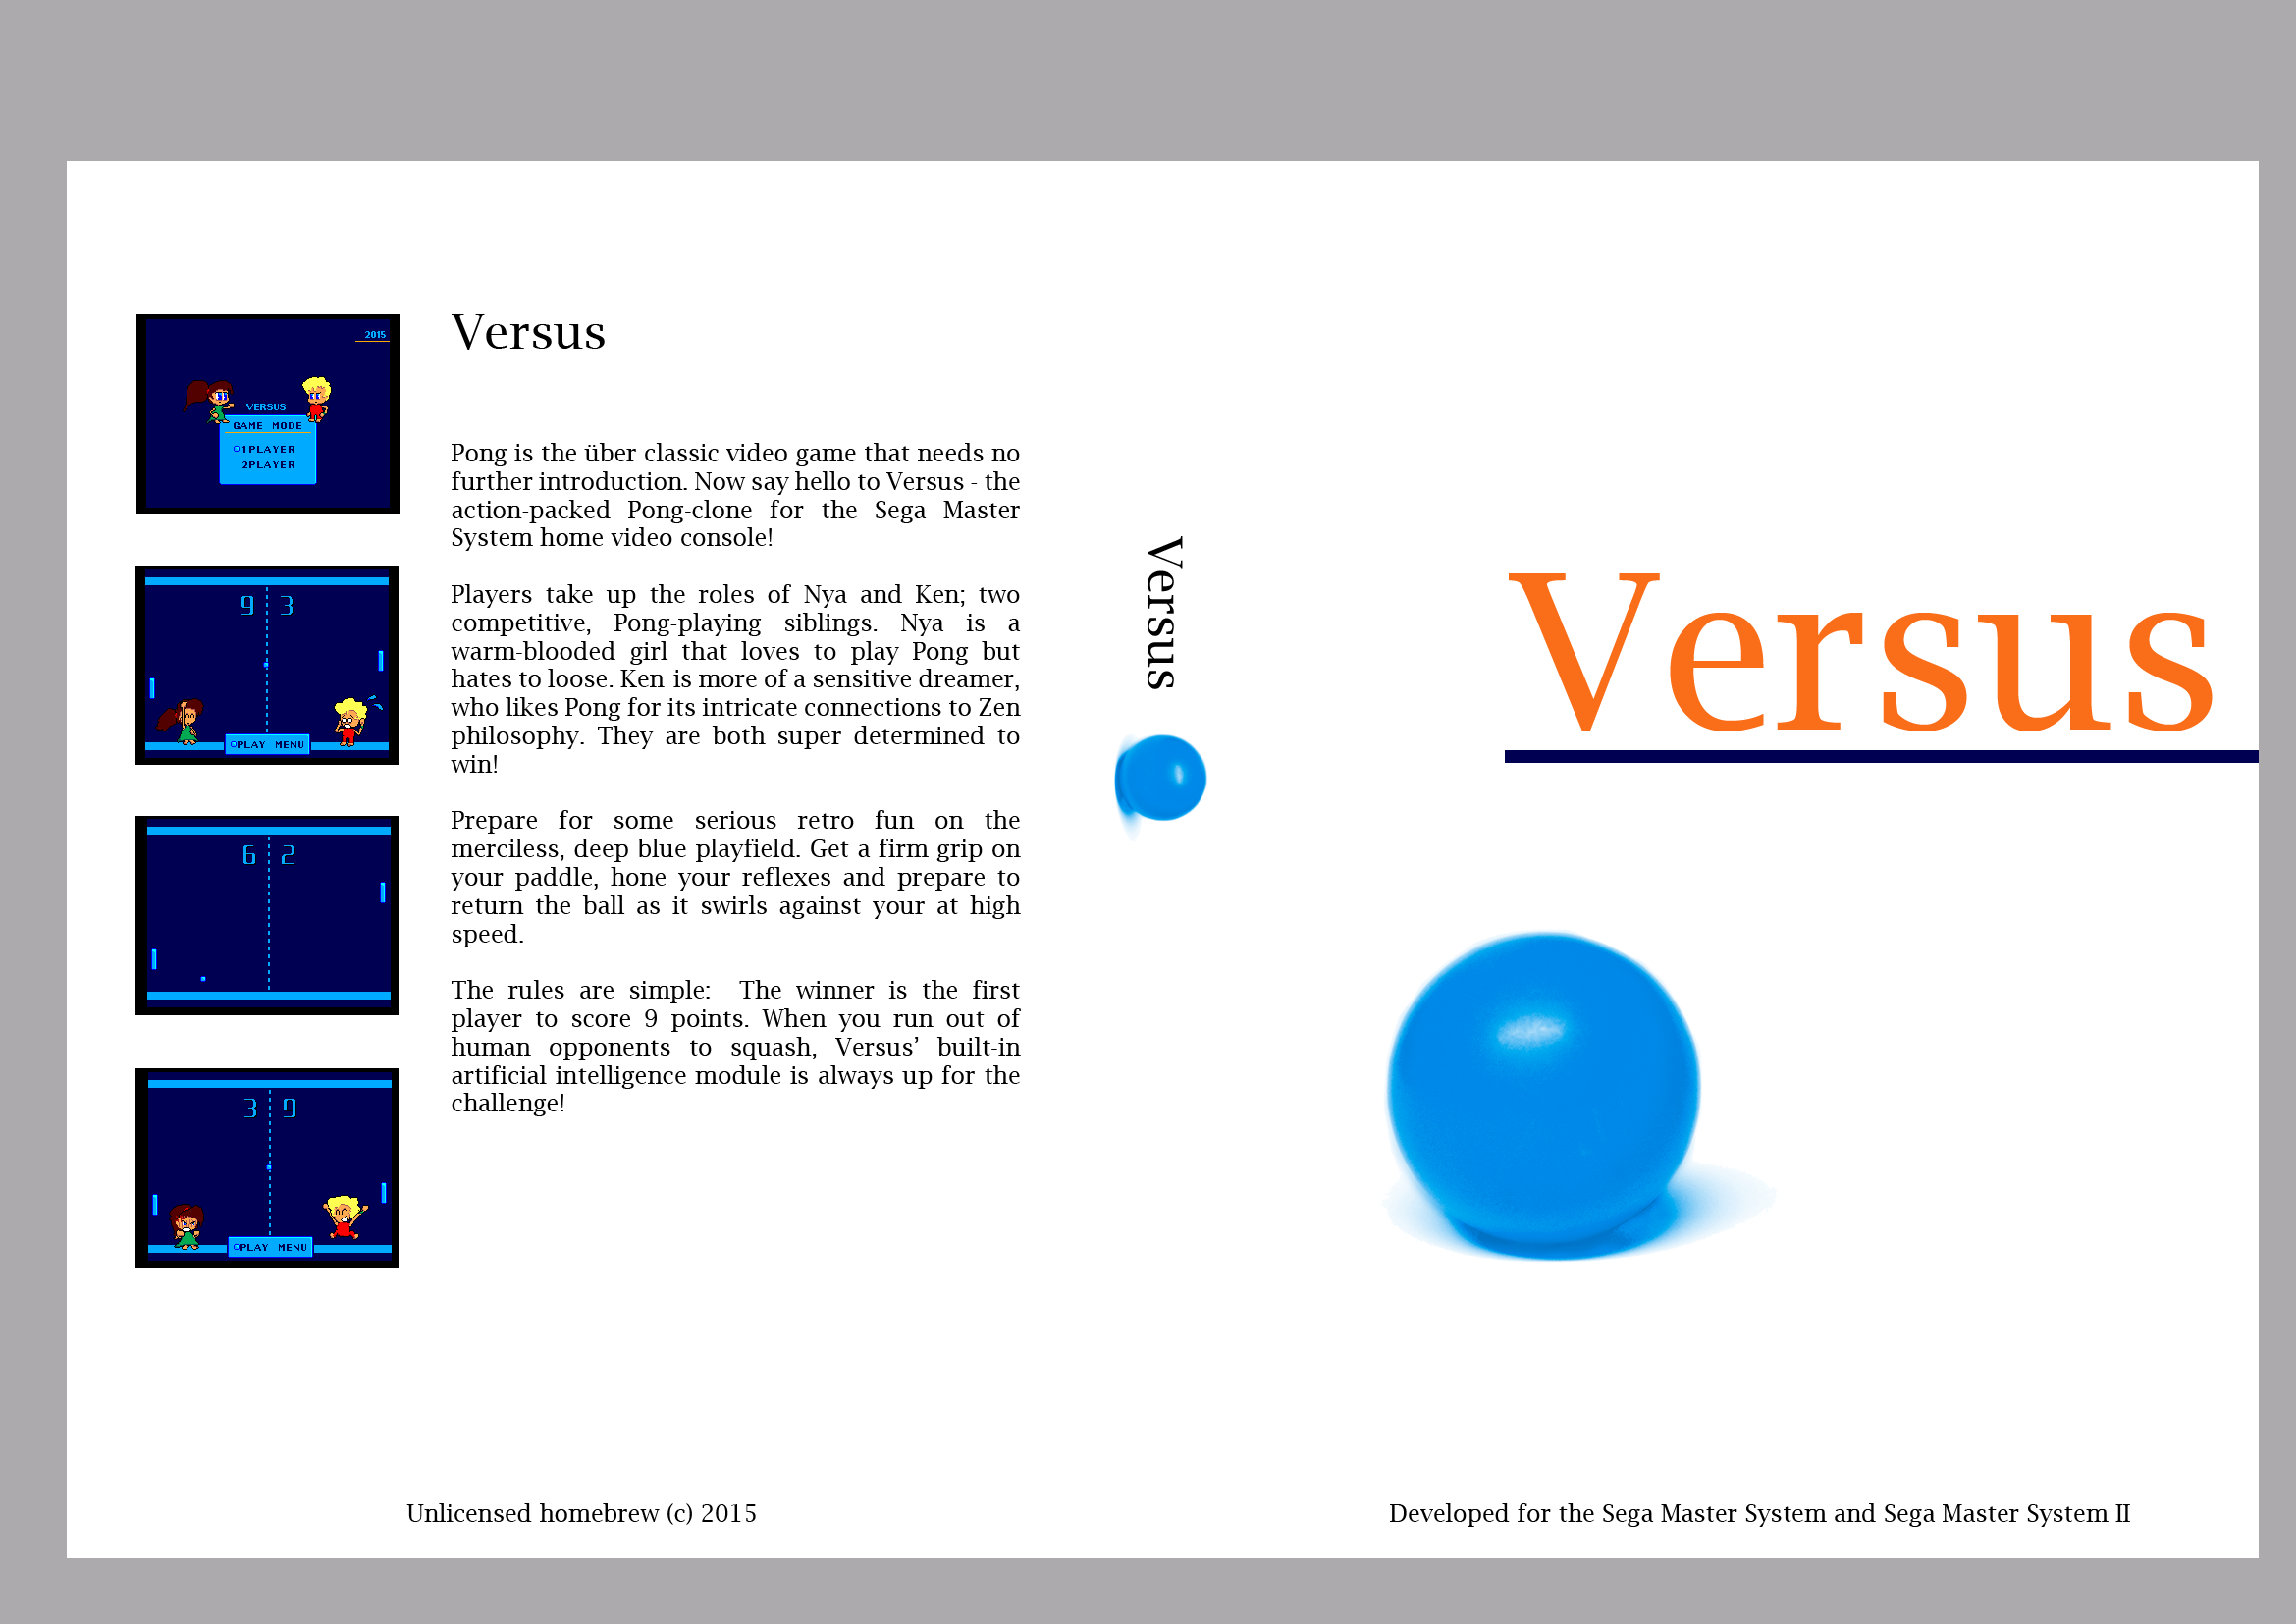 2015
VERSUS
GAME MODE
1PLAYER
2PLAYER
9 3
PLAY MENU
6 2
3 9
PLAY MENU
Versus
Pong is the über classic video game that needs no
further introduction. Now say hello to Versus - the
action-packed Pong-clone for the Sega Master
System home video console!
Players take up the roles of Nya and Ken; two
competitive, Pong-playing siblings. Nya is a
warm-blooded girl that loves to play Pong but
hates to loose. Ken is more of a sensitive dreamer,
who likes Pong for its intricate connections to Zen
philosophy. They are both super determined to
win!
Prepare for some serious retro fun on the
merciless, deep blue playfield. Get a firm grip on
your paddle, hone your reflexes and prepare to
return the ball as it swirls against your at high
speed.
The rules are simple:  The winner is the first
player to score 9 points. When you run out of
human opponents to squash, Versus’ built-in
artificial intelligence module is always up for the
challenge!
Unlicensed homebrew (c) 2015
Versus
Versus
Developed for the Sega Master System and Sega Master System II